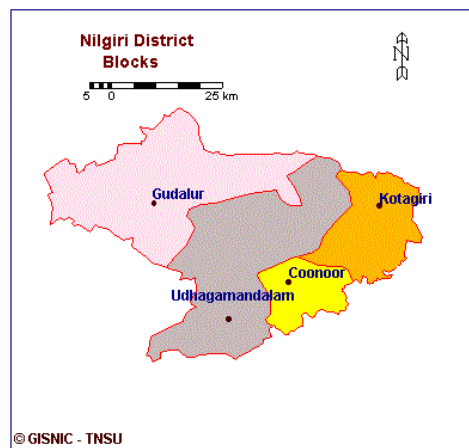 Nilgiri District
Blocks
N
5 0 25 km
Gudalur
Kotagiri
Coonoor
Udhagamandalam
© GISNIC - TNSU